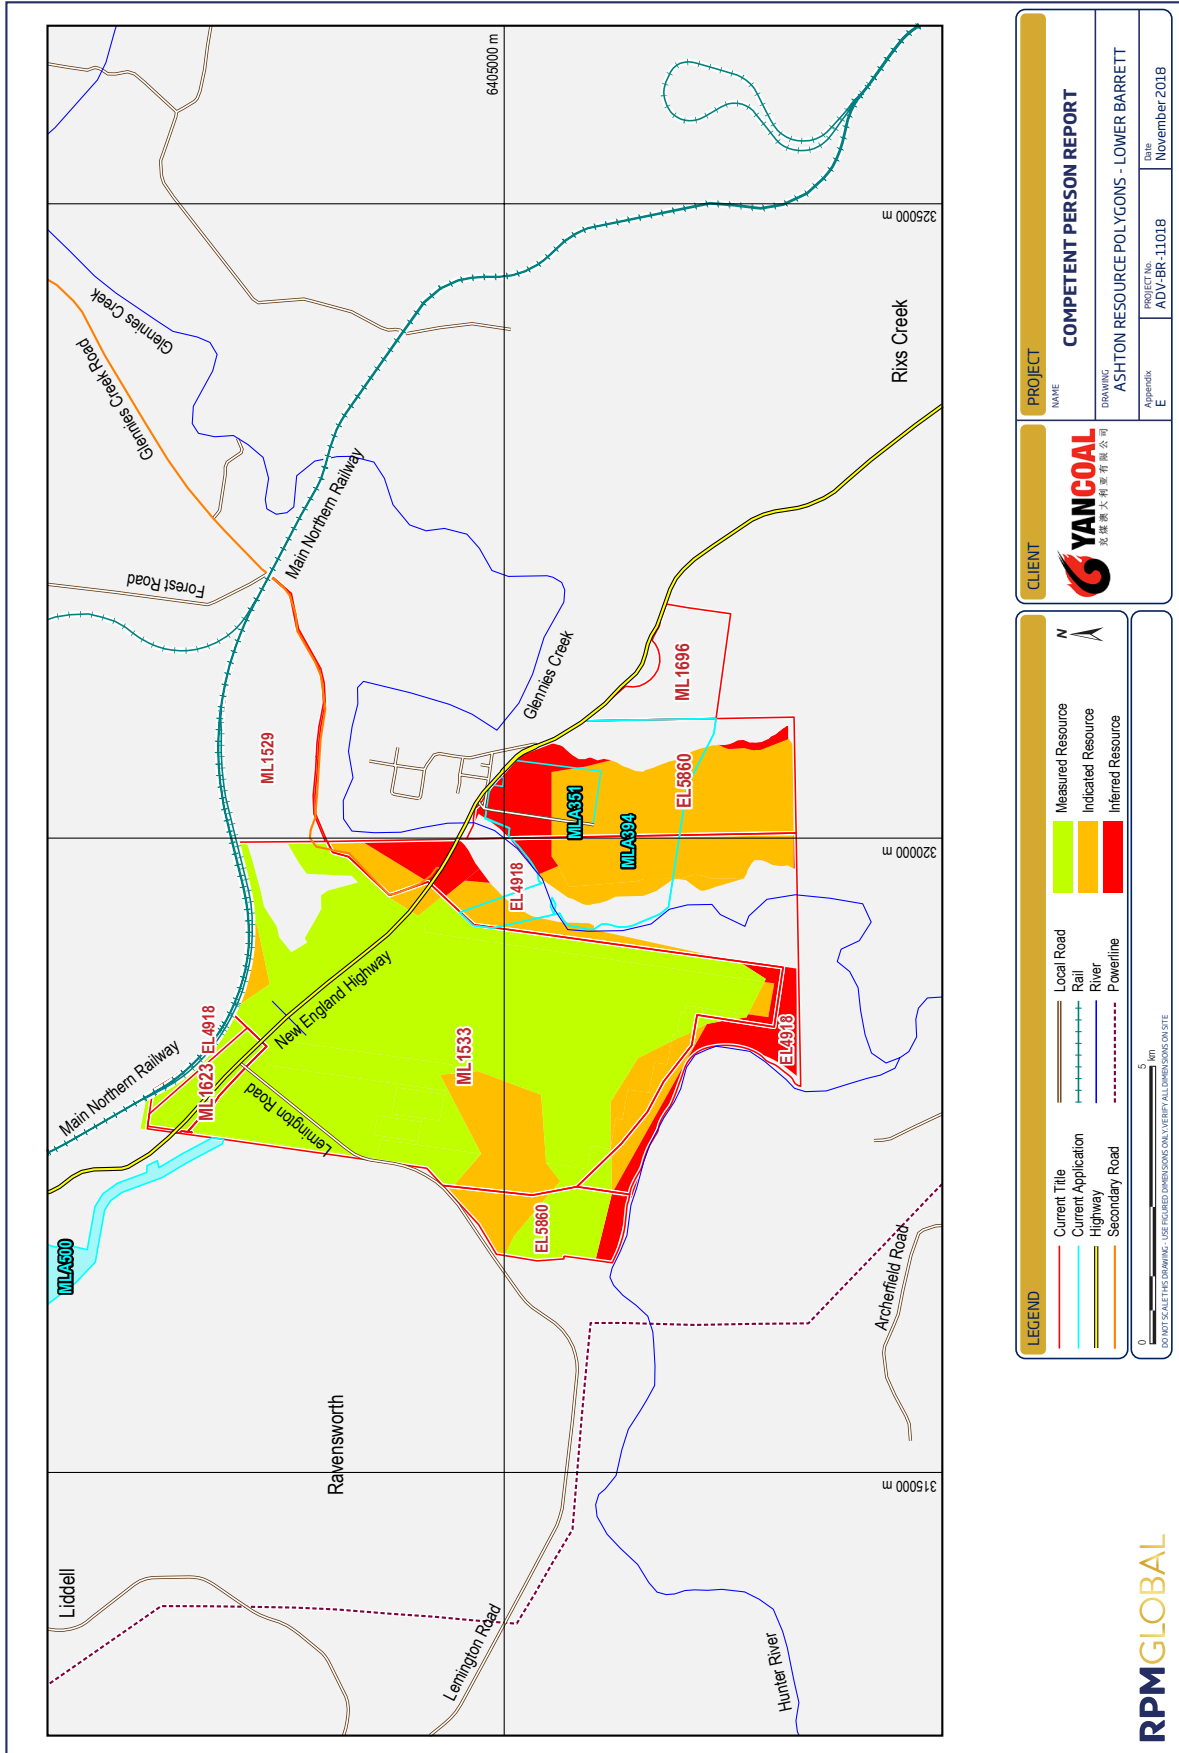 Liddell
Ravensworth
Rixs Creek
MLA500
Main Northern Railway
ML1623
EL4918
Lemington Road
New England Highway
ML1533
EL5860
ML1529
Forest Road
Glennies Creek Road
Glennies Creek
Main Northern Railway
Glennies Creek
ML1696
EL5860
MLA351
MLA394
EL4918
EL4918
Lemington Road
Hunter River
Archerfield Road
6405000 m
315000 m
320000 m
325000 m
LEGEND
Current Title
Current Application
Highway
Secondary Road
Local Road
Rail
River
Powerline
Measured Resource
Indicated Resource
Inferred Resource
N
0
5
km
DO NOT SCALE THIS DRAWING - USE FIGURED DIMENSIONS ONLY. VERIFY ALL DIMENSIONS ON SITE
CLIENT
YANCOAL
兖煤澳大利亚有限公司
PROJECT
NAME
COMPETENT PERSON REPORT
DRAWING
ASHTON RESOURCE POLYGONS - LOWER BARRETT
Appendix
E
PROJECT No.
ADV-BR-11018
Date
November 2018
RPMGLOBAL